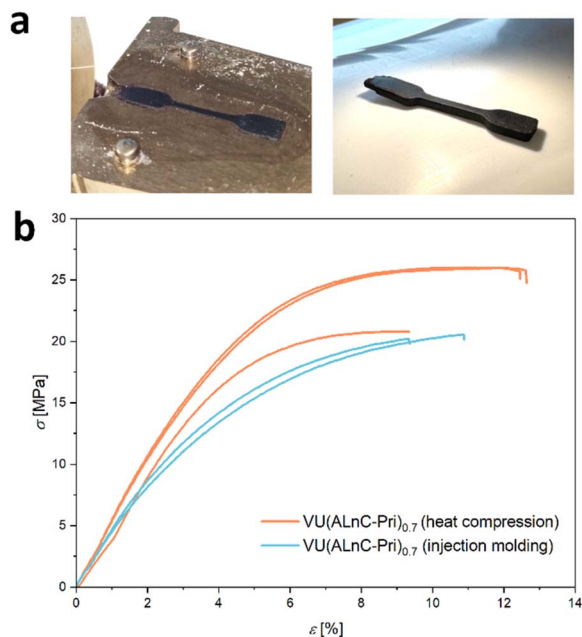 a
b
30
25
20
15
10
5
0
σ [MPa]
VU(ALnC-Pri)0.7 (heat compression)
VU(ALnC-Pri)0.7 (injection molding)
0 2 4 6 8 10 12 14
ε [%]